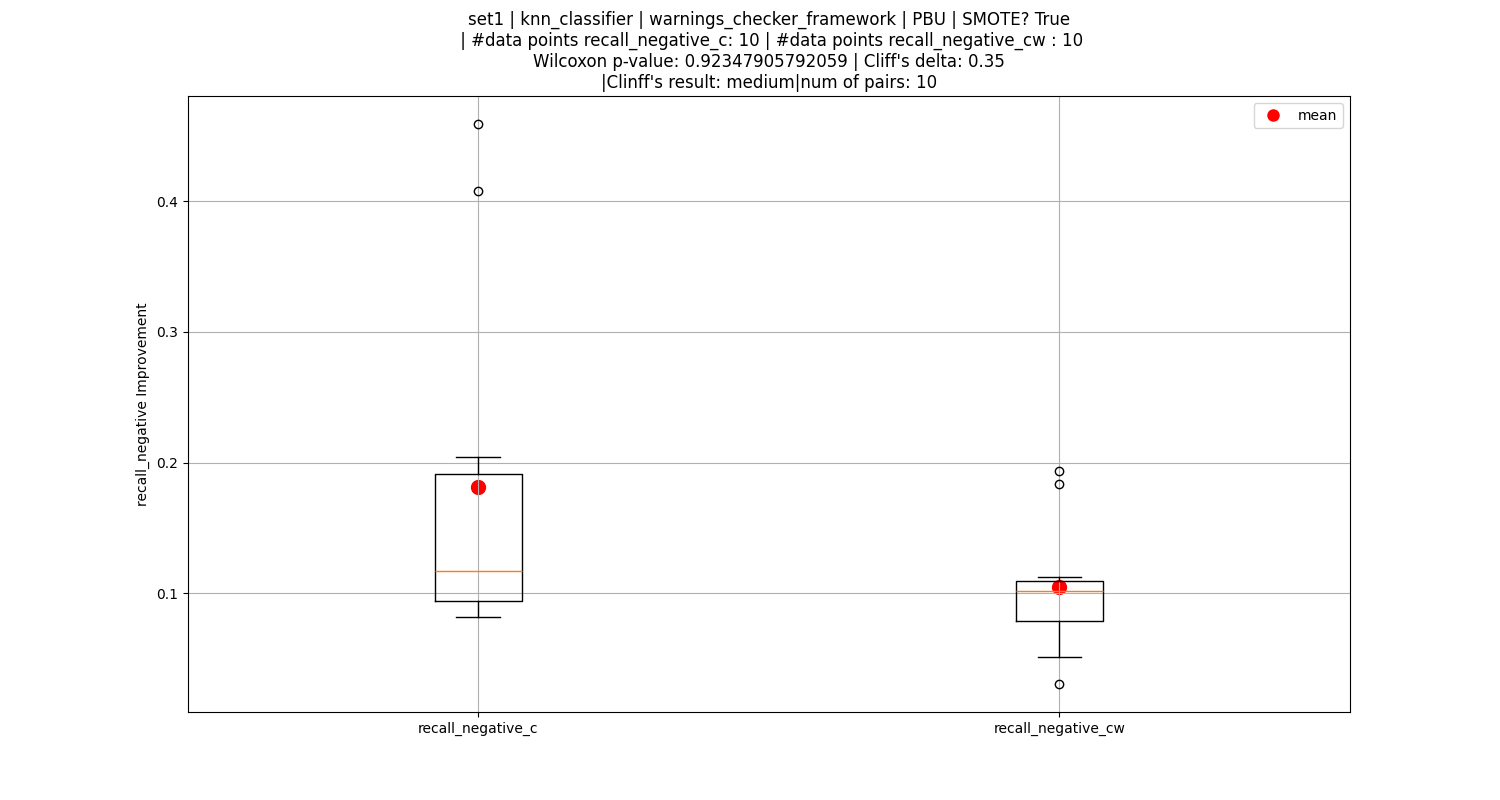 set1 | knn_classifier | warnings_checker_framework | PBU | SMOTE? True
| #data points recall_negative_c: 10 | #data points recall_negative_cw : 10
Wilcoxon p-value: 0.92347905792059 | Cliff's delta: 0.35
|Clinff's result: medium|num of pairs: 10
mean
0.4
0.3
0.2
0.1
recall_negative Improvement
recall_negative_c
recall_negative_cw